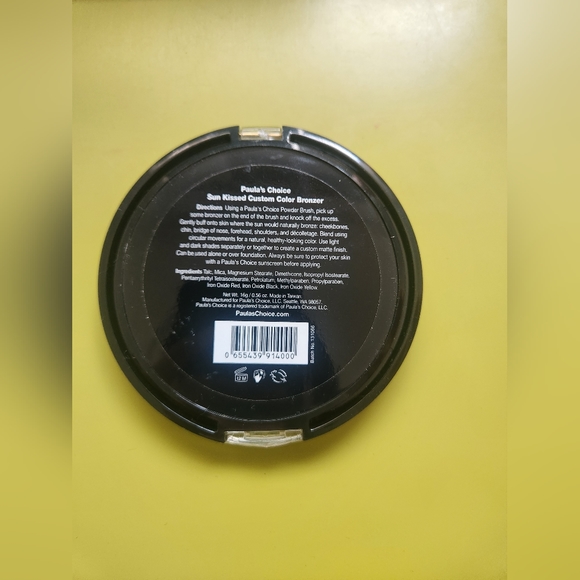 Paula's Choice
Sun Kissed Custom Color Bronzer
Directions Using a Paula's Choice Powder Brush, pick up
some bronzer on the end of the brush and knock off the excess.
Gently buff onto skin where the sun would naturally bronze: cheekbones,
chin, bridge of nose, forehead, shoulders, and décolletage. Blend using
circular movements for a natural, healthy-looking color. Use light
and dark shades separately or together to create a custom matte finish.
Can be used alone or over foundation. Always be sure to protect your skin
with a Paula's Choice sunscreen before applying.
Ingredients Talc, Mica, Magnesium Stearate, Dimethicone, Isopropyl Isostearate,
Pentaerythrityl Tetraisostearate, Petrolatum, Methylparaben, Propylparaben,
Iron Oxide Red, Iron Oxide Black, Iron Oxide Yellow
Net Wt. 16g / 0.56 oz. Made in Taiwan
Manufactured for Paula's Choice, LLC. Seattle, WA 98057.
Paula's Choice is a registered trademark of Paula's Choice, LLC.
PaulasChoice.com
0 655439 914000
Batch No. 131068
12 M